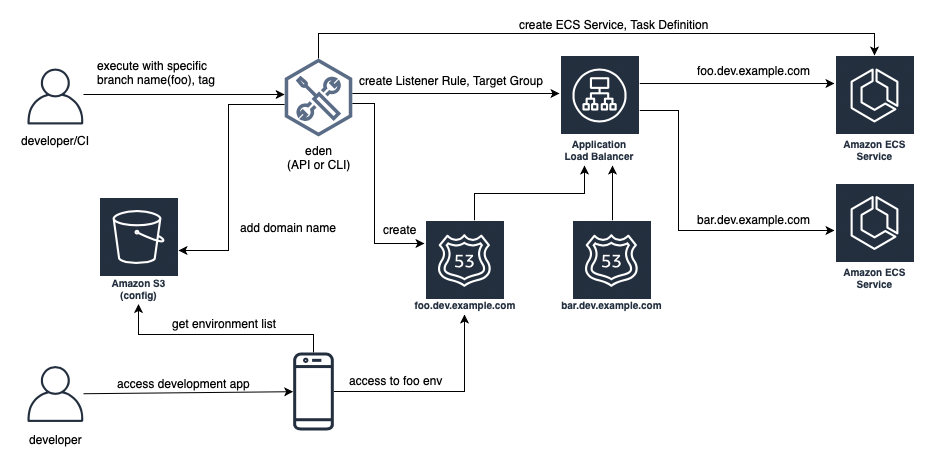 create ECS Service, Task Definition
execute with specific
branch name(foo), tag
create Listener Rule, Target Group
foo.dev.example.com
developer/CI
eden
(API or CLI)
Application
Load Balancer
Amazon ECS
Service
add domain name
create
53
53
bar.dev.example.com
Amazon S3
(config)
foo.dev.example.com
bar.dev.example.com
Amazon ECS
Service
get environment list
access development app
access to foo env
developer